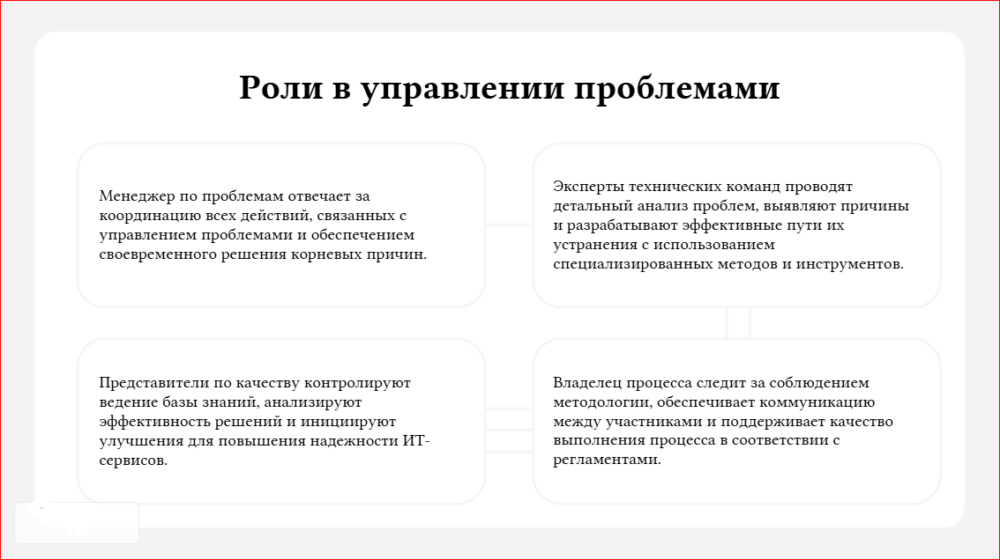 Роли в управлении проблемами
Менеджер по проблемам отвечает за
координацию всех действий, связанных с
управлением проблемами и обеспечением
своевременного решения корневых причин.
Эксперты технических команд проводят
детальный анализ проблем, выявляют причины
и разрабатывают эффективные пути их
устранения с использованием
специализированных методов и инструментов.
Представители по качеству контролируют
ведение базы знаний, анализируют
эффективность решений и инициируют
улучшения для повышения надежности ИТ-
сервисов.
Владелец процесса следит за соблюдением
методологии, обеспечивает коммуникацию
между участниками и поддерживает качество
выполнения процесса в соответствии с
регламентами.